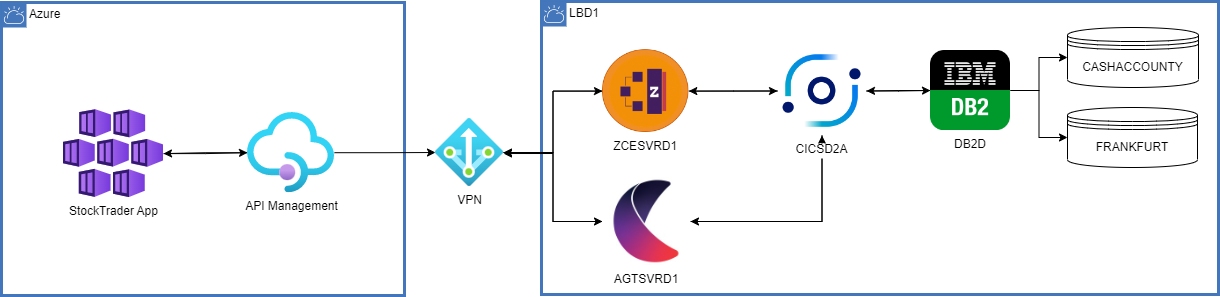 Azure
StockTrader App
API Management
VPN
LBD1
Z
ZCESVRD1
AGTSVRD1
CICSD2A
IBM
DB2
DB2D
CASHACCOUNTY
FRANKFURT